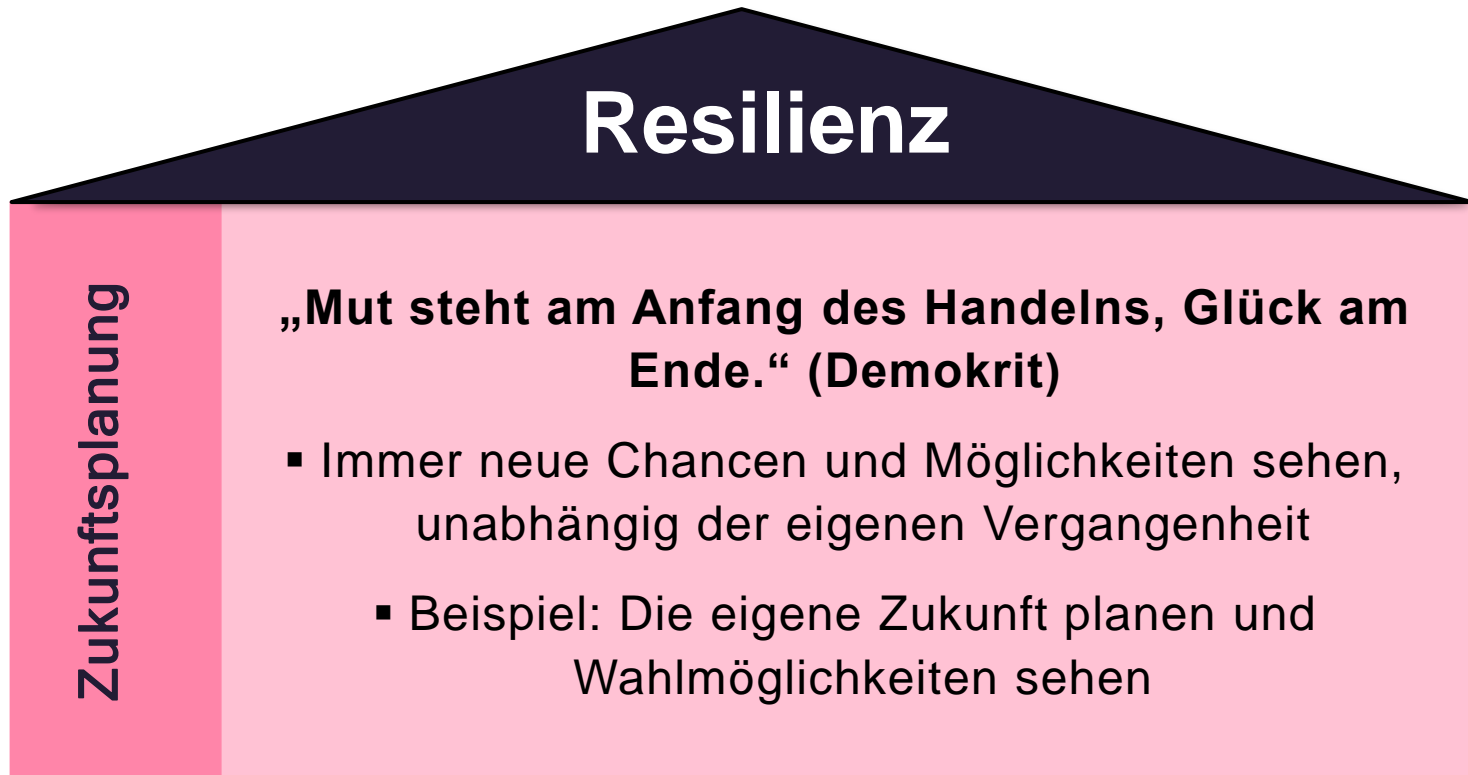 Resilienz
Zukunftsplanung
„Mut steht am Anfang des Handelns, Glück am
Ende.“ (Demokrit)
▪ Immer neue Chancen und Möglichkeiten sehen,
unabhängig der eigenen Vergangenheit
▪ Beispiel: Die eigene Zukunft planen und
Wahlmöglichkeiten sehen